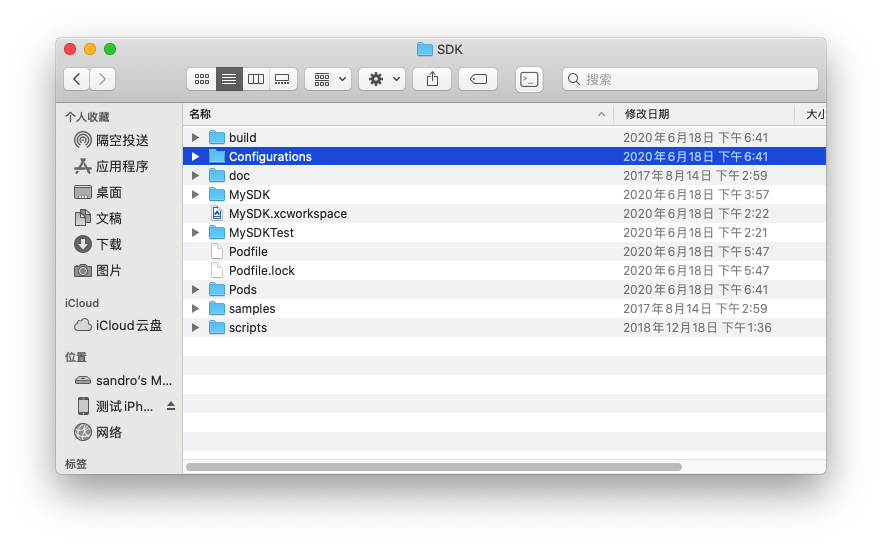 SDK
搜索
个人收藏
隔空投送
应用程序
桌面
文稿
下载
图片
iCloud
iCloud云盘
位置
sandro's M...
测试iPh...
网络
标签
名称 修改日期 大小
build 2020年6月18日 下午6:41
Configurations 2020年6月18日 下午6:41
doc 2017年8月14日 下午2:59
MySDK 2020年6月18日 下午3:57
MySDK.xcworkspace 2020年6月18日 下午2:22
MySDKTest 2020年6月18日 下午2:21
Podfile 2020年6月18日 下午5:47
Podfile.lock 2020年6月18日 下午5:47
Pods 2020年6月18日 下午6:41
samples 2017年8月14日 下午2:59
scripts 2018年12月18日 下午1:36